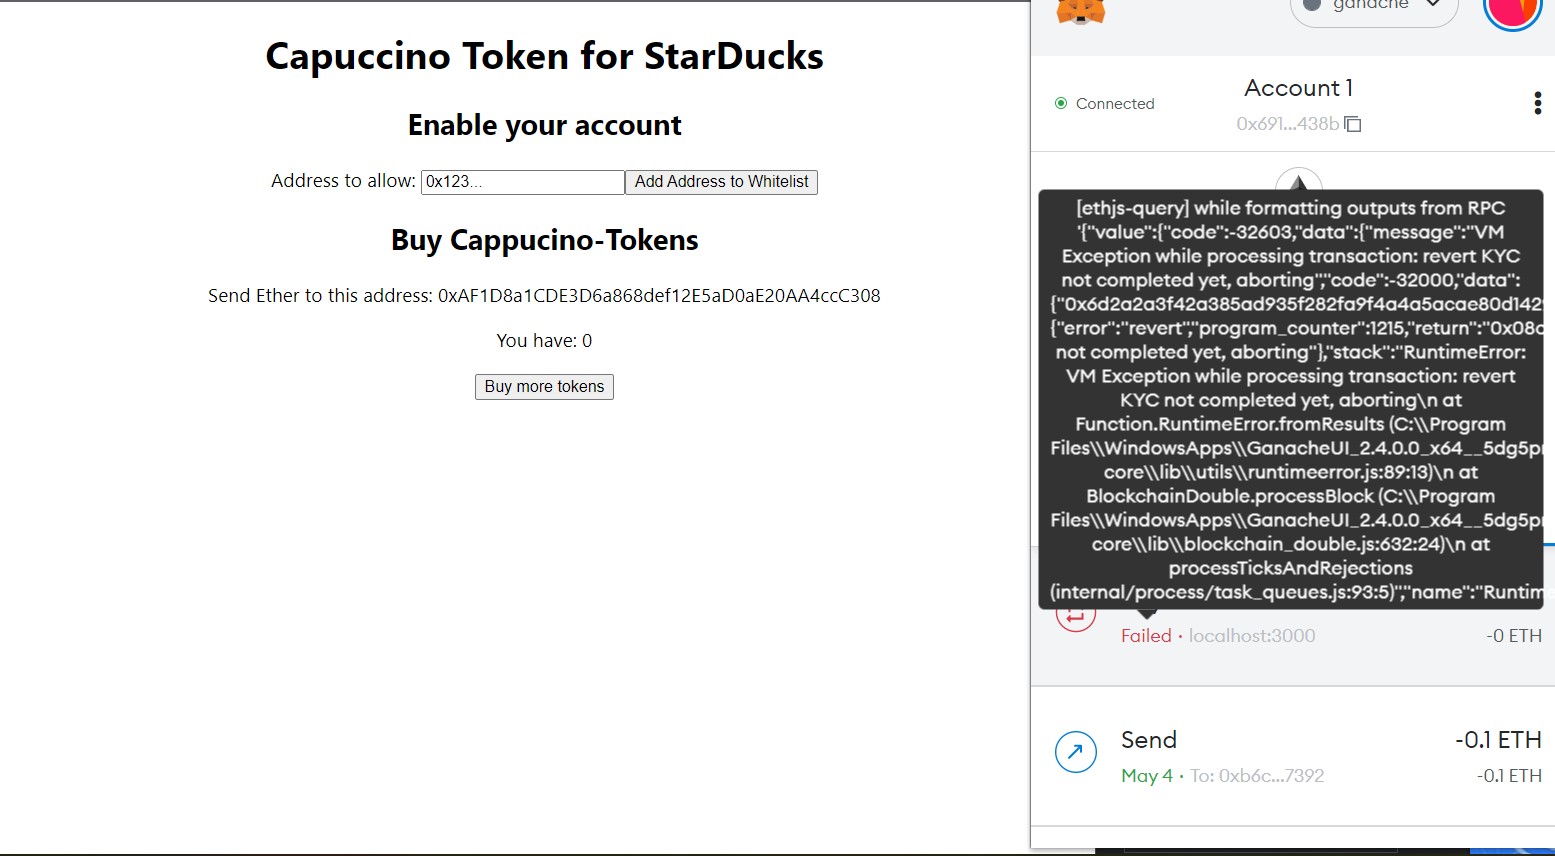 Capuccino Token for StarDucks
Enable your account
Address to allow: 0x123... Add Address to Whitelist
Buy Cappucino-Tokens
Send Ether to this address: 0xAF1D8a1CDE3D6a868def12E5aD0aE20AA4ccC308
You have: 0
Buy more tokens
ganache
Connected
Account 1
0x691...438b
[ethjs-query] while formatting outputs from RPC
'{"value":{"code":-32603,"data":{"message":"VM
Exception while processing transaction: revert KYC
not completed yet, aborting","code":-32000,"data":
{"0x6d2a2a3f42a385ad935f282fa9f4a4a5acae80d142
{"error":"revert","program_counter":1215,"return":"0x08c
not completed yet, aborting"},"stack":"RuntimeError:
VM Exception while processing transaction: revert
KYC not completed yet, aborting\n at
Function.RuntimeError.fromResults (C:\\Program
Files\\WindowsApps\\GanacheUI_2.4.0.0_x64__5dg5p
core\\lib\\utils\\runtimeerror.js:89:13)\n at
BlockchainDouble.processBlock (C:\\Program
Files\\WindowsApps\\GanacheUI_2.4.0.0_x64__5dg5p
core\\lib\\blockchain_double.js:632:24)\n at
processTicksAndRejections
(internal/process/task_queues.js:93:5)","name":"Runtim
Failed · localhost:3000 -0 ETH
Send -0.1 ETH
May 4 · To: 0xb6c...7392 -0.1 ETH